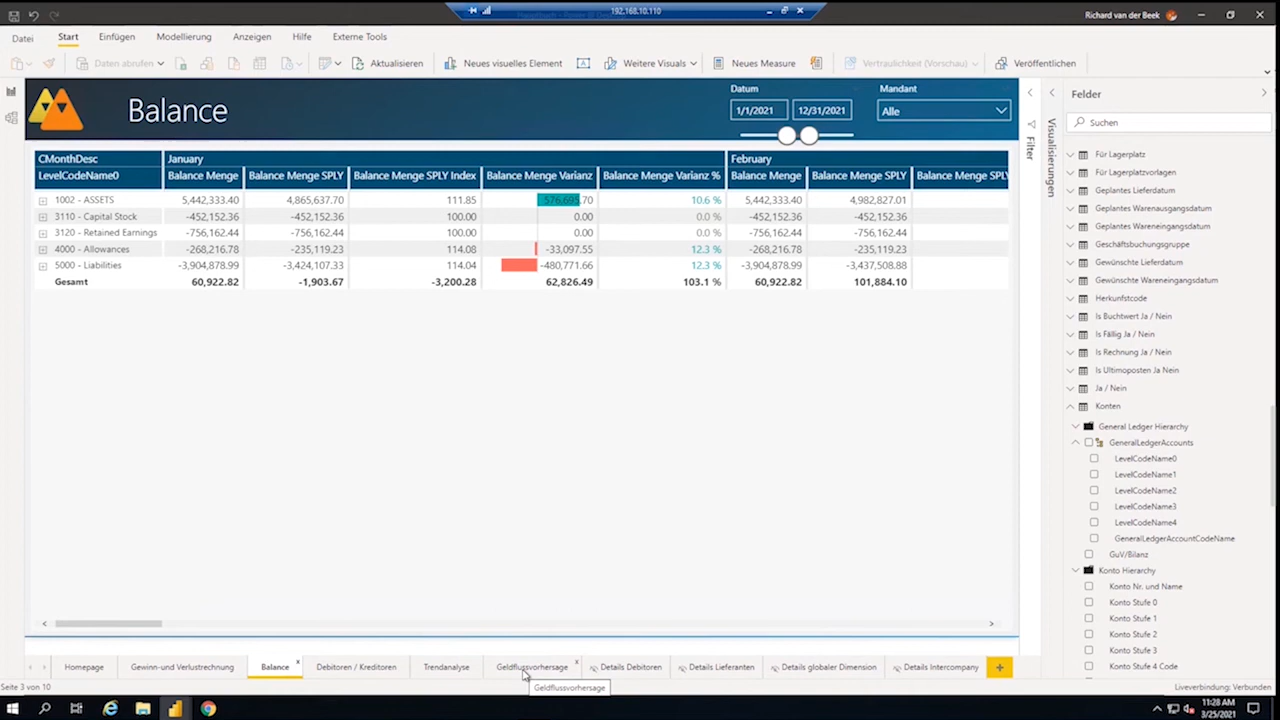 192.168.10.110
Richard van der Beek
Datei Start Einfügen Modellierung Anzeigen Hilfe Externe Tools
Daten abrufen Aktualisieren Neues visuelles Element Weitere Visuals Neues Measure Vertraulichkeit (Vorschau) Veröffentlichen
Balance
Datum
1/1/2021 12/31/2021
Mandant
Alle
CMonthDesc January February
LevelCodeName0 Balance Menge Balance Menge SPLY Balance Menge SPLY Index Balance Menge Varianz Balance Menge Varianz % Balance Menge Balance Menge SPLY Balance Menge SPLY
1002 - ASSETS 5,442,333.40 4,865,637.70 111.85 576,695.70 10.6 % 5,442,333.40 4,982,827.01
3110 - Capital Stock -452,152.36 -452,152.36 100.00 0.00 0.0 % -452,152.36 -452,152.36
3120 - Retained Earnings -756,162.44 -756,162.44 100.00 0.00 0.0 % -756,162.44 -756,162.44
4000 - Allowances -268,216.78 -235,119.23 114.08 -33,097.55 12.3 % -268,216.78 -235,119.23
5000 - Liabilities -3,904,878.99 -3,424,107.33 114.04 -480,771.66 12.3 % -3,904,878.99 -3,437,508.88
Gesamt 60,922.82 -1,903.67 -3,200.28 62,826.49 103.1 % 60,922.82 101,884.10
Filter
Visualisierungen
Felder
Suchen
Für Lagerplatz
Für Lagerplatzvorlagen
Geplantes Lieferdatum
Geplantes Warenausgangsdatum
Geplantes Wareneingangsdatum
Geschäftsbuchungsgruppe
Gewünschte Lieferdatum
Gewünschte Wareneingangsdatum
Herkunfstcode
Is Buchtwert Ja / Nein
Is Fällig Ja / Nein
Is Rechnung Ja / Nein
Is Ultimoposten Ja Nein
Ja / Nein
Konten
General Ledger Hierarchy
GeneralLedgerAccounts
LevelCodeName0
LevelCodeName1
LevelCodeName2
LevelCodeName3
LevelCodeName4
GeneralLedgerAccountCodeName
GuV/Bilanz
Konto Hierarchy
Konto Nr. und Name
Konto Stufe 0
Konto Stufe 1
Konto Stufe 2
Konto Stufe 3
Konto Stufe 4
Konto Stufe 4 Code
Homepage Gewinn-und Verlustrechnung Balance Debitoren / Kreditoren Trendanalyse Geldflussvorhersage Details Debitoren Details Lieferanten Details globaler Dimension Details Intercompany
Geldflussvorhersage
Seite 3 von 10
Liveverbindung: Verbunden
11:28 AM
3/25/2021